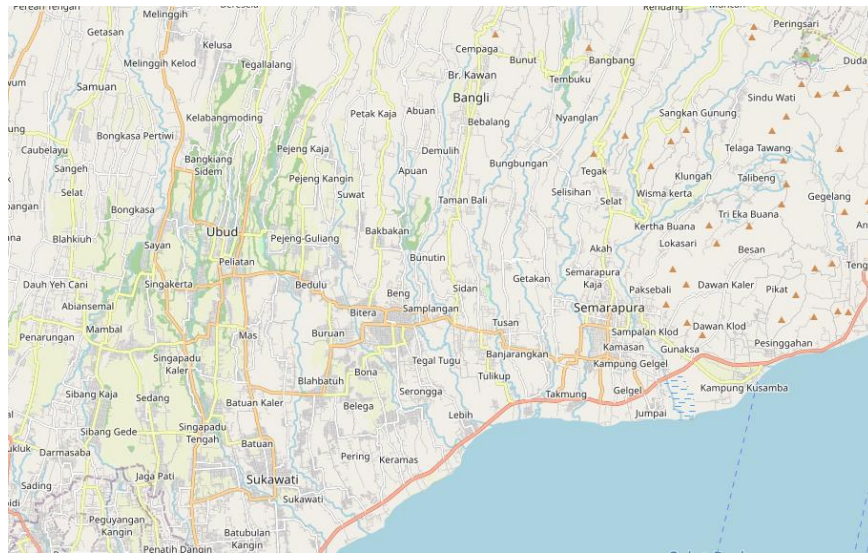 Melinggih
Rendang
Peringsari
Getasan
Kelusa
Cempaga
Bunut
Bangbang
Duda
Melinggih Kelod
Tegallalang
Br. Kawan
Tembuku
Samuan
Bangli
Sindu Wati
Kelabangmoding
Petak Kaja
Abuan
Bebalang
Nyanglan
Sangkan Gunung
Bongkasa Pertiwi
Caubelayu
Pejeng Kaja
Demulih
Telaga Tawang
Sangeh
Bangkiang
Sidem
Apuan
Bungbungan
Tegak
Klungah
Talibeng
Selat
Pejeng Kangin
Suwat
Selisihan
Wisma kerta
Gegelang
Bongkasa
Taman Bali
Selat
Tri Eka Buana
Ubud
Pejeng-Guliang
Bakbakan
Kertha Buana
Blahkiuh
Sayan
Lokasari
Akah
Besan
Peliatan
Bunutin
Semarapura
Kaja
Dauh Yeh Cani
Singakerta
Bedulu
Beng
Sidan
Getakan
Paksebali
Dawan Kaler
Pikat
Abiansemal
Bitera
Samplangan
Semarapura
Mambal
Penarungan
Mas
Buruan
Tusan
Sampalan Klod
Dawan Klod
Singapadu
Kaler
Tegal Tugu
Banjarangkan
Kamasan
Gunaksa
Pesinggahan
Blahbatuh
Bona
Tulikup
Kampung Gelgel
Sibang Kaja
Sedang
Batuan Kaler
Belega
Serongga
Takmung
Gelgel
Kampung Kusamba
Sibang Gede
Singapadu
Tengah
Batuan
Lebih
Jumpai
Darmasaba
Pering
Keramas
Jaga Pati
Sukawati
Sading
Sukawati
Peguyangan
Kangin
Batubulan
Kangin
Penatih Dangin